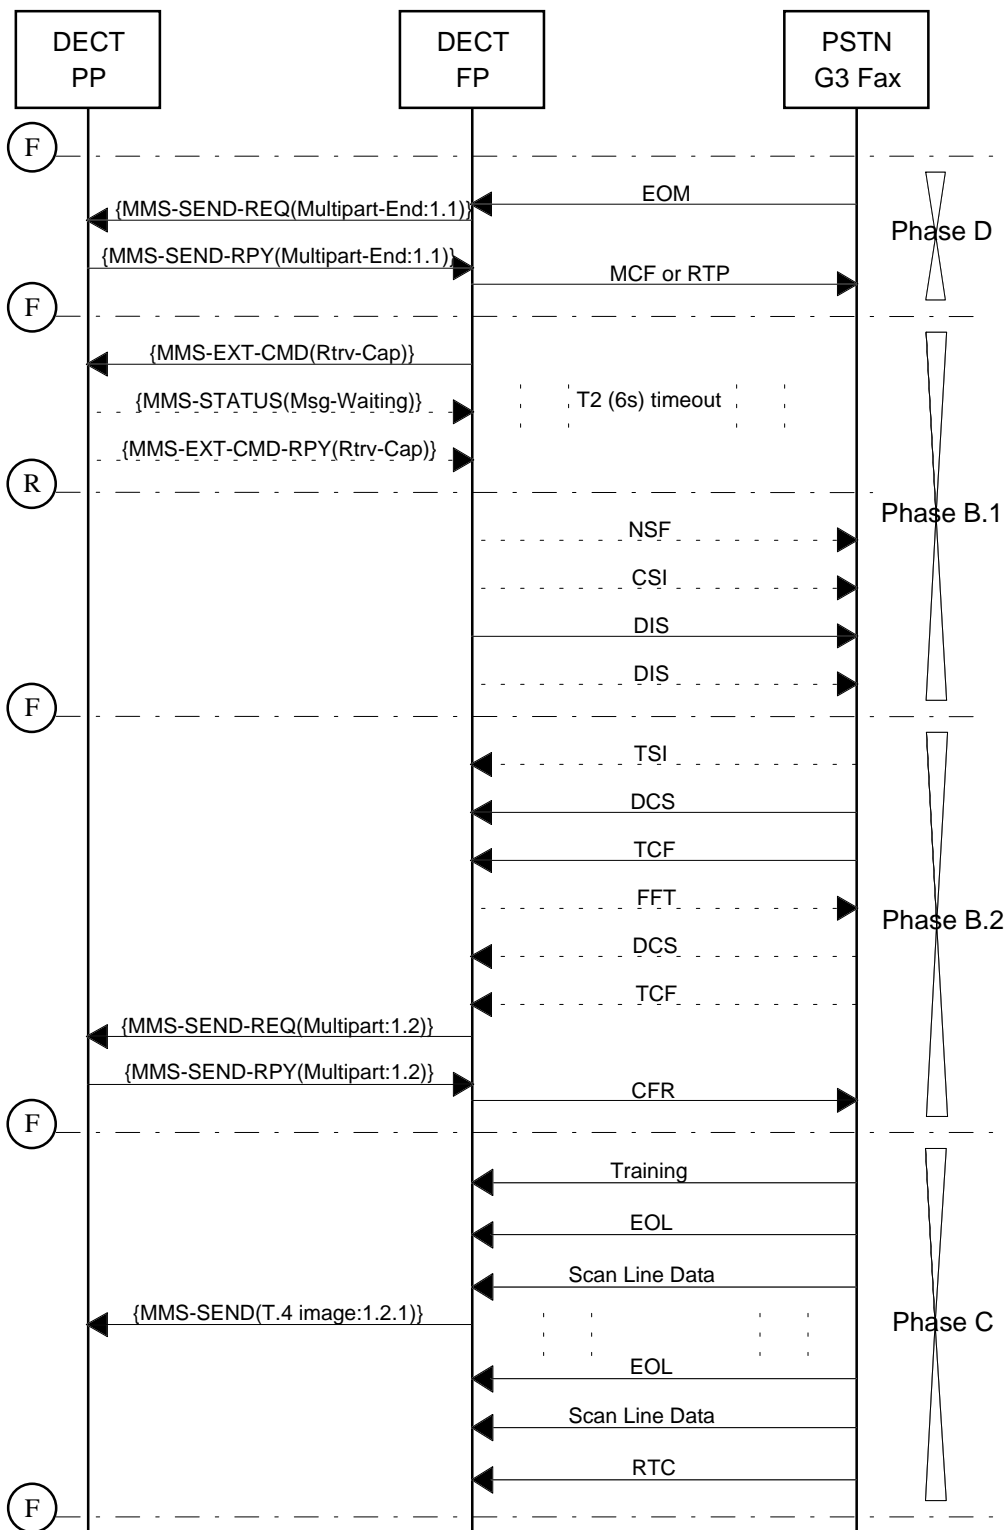 DECT
PP
DECT
FP
PSTN
G3 Fax
F
EOM
{MMS-SEND-REQ(Multipart-End:1.1)}
Phase D
{MMS-SEND-RPY(Multipart-End:1.1)}
MCF or RTP
F
{MMS-EXT-CMD(Rtrv-Cap)}
{MMS-STATUS(Msg-Waiting)}
T2 (6s) timeout
{MMS-EXT-CMD-RPY(Rtrv-Cap)}
R
Phase B.1
NSF
CSI
DIS
DIS
F
TSI
DCS
TCF
FFT
Phase B.2
DCS
TCF
{MMS-SEND-REQ(Multipart:1.2)}
{MMS-SEND-RPY(Multipart:1.2)}
CFR
F
Training
EOL
Scan Line Data
{MMS-SEND(T.4 image:1.2.1)}
Phase C
EOL
Scan Line Data
RTC
F